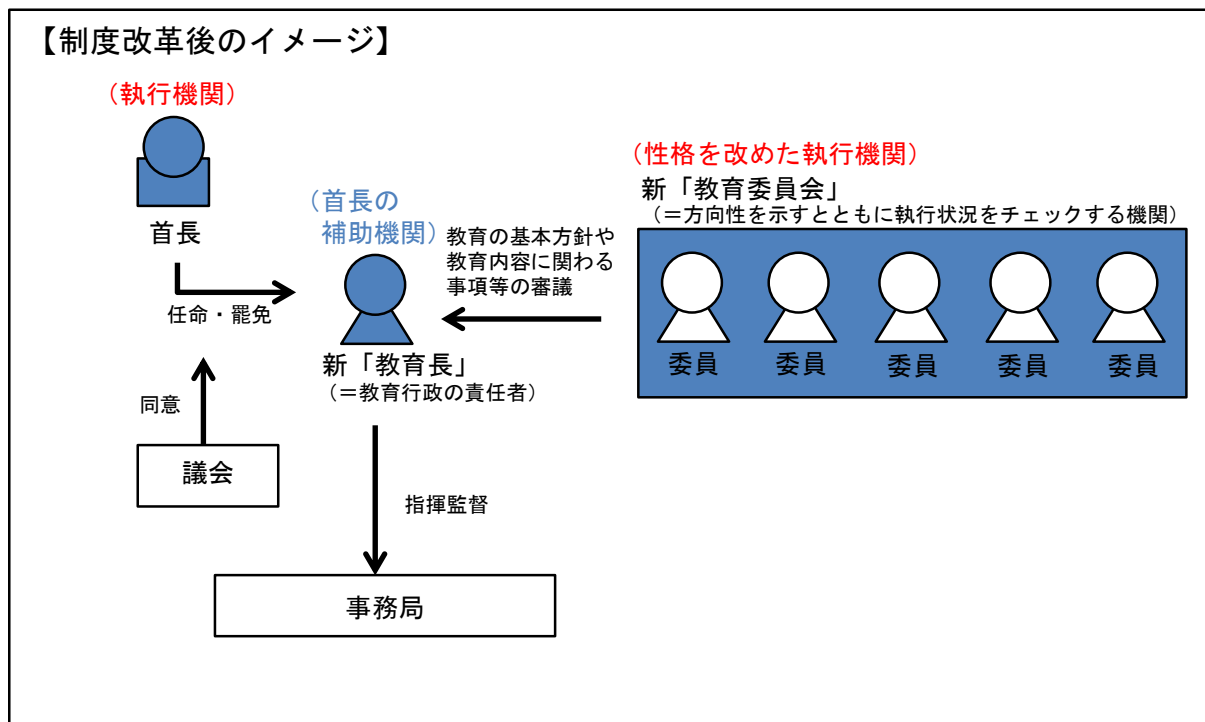 【制度改革後のイメージ】
(執行機関)
首長
任命・罷免
同意
議会
(首長の
補助機関)
新「教育長」
(=教育行政の責任者)
教育の基本方針や
教育内容に関わる
事項等の審議
(性格を改めた執行機関)
新「教育委員会」
(=方向性を示すとともに執行状況をチェックする機関)
委員
委員
委員
委員
委員
指揮監督
事務局